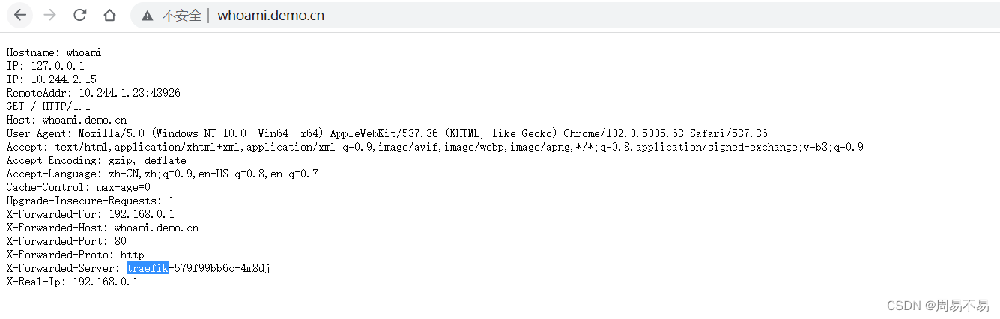 不安全 | whoami.demo.cn
Hostname: whoami
IP: 127.0.0.1
IP: 10.244.2.15
RemoteAddr: 10.244.1.23:43926
GET / HTTP/1.1
Host: whoami.demo.cn
User-Agent: Mozilla/5.0 (Windows NT 10.0; Win64; x64) AppleWebKit/537.36 (KHTML, like Gecko) Chrome/102.0.5005.63 Safari/537.36
Accept: text/html,application/xhtml+xml,application/xml;q=0.9,image/avif,image/webp,image/apng,*/*;q=0.8,application/signed-exchange;v=b3;q=0.9
Accept-Encoding: gzip, deflate
Accept-Language: zh-CN,zh;q=0.9,en-US;q=0.8,en;q=0.7
Cache-Control: max-age=0
Upgrade-Insecure-Requests: 1
X-Forwarded-For: 192.168.0.1
X-Forwarded-Host: whoami.demo.cn
X-Forwarded-Port: 80
X-Forwarded-Proto: http
X-Forwarded-Server: traefik-579f99bb6c-4m8dj
X-Real-Ip: 192.168.0.1
CSDN @周易不易